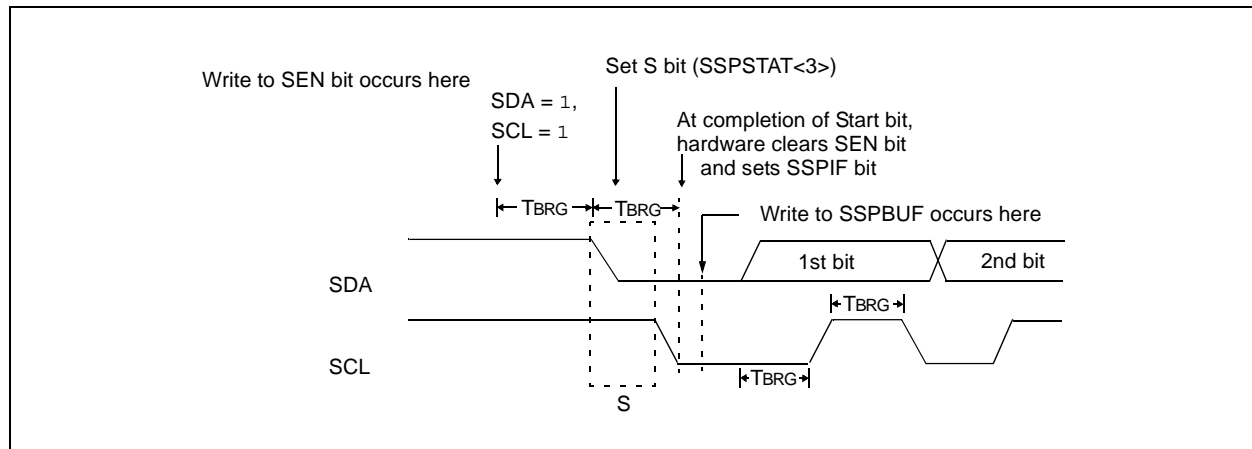 Write to SEN bit occurs here
Set S bit (SSPSTAT<3>)
SDA = 1,
SCL = 1
At completion of Start bit,
hardware clears SEN bit
and sets SSPIF bit
TBRG
TBRG
Write to SSPBUF occurs here
SDA
1st bit
2nd bit
TBRG
SCL
TBRG
S